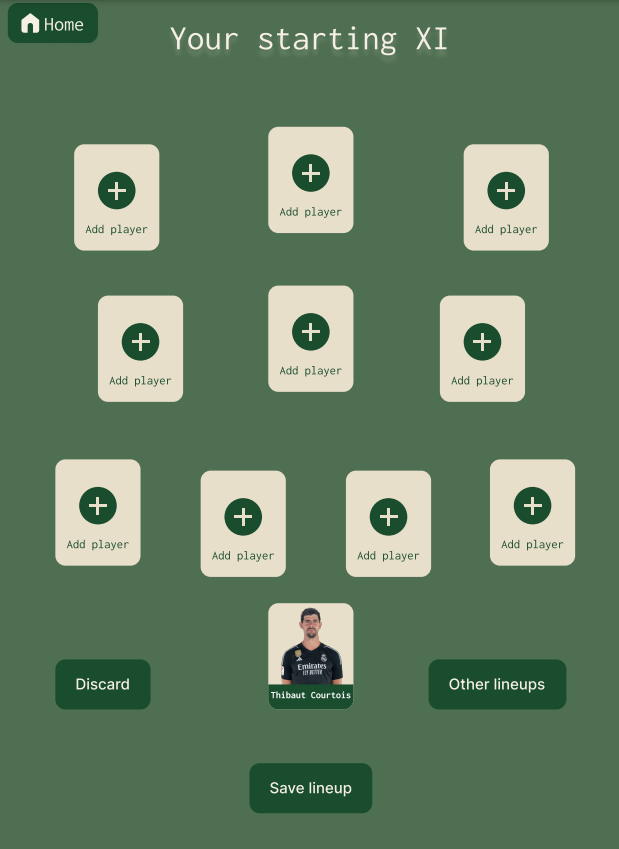 Home
Your starting XI
Add player
Add player
Add player
Add player
Add player
Add player
Add player
Add player
Add player
Add player
Emirates
FLY BETTER
Thibaut Courtois
Discard
Other lineups
Save lineup